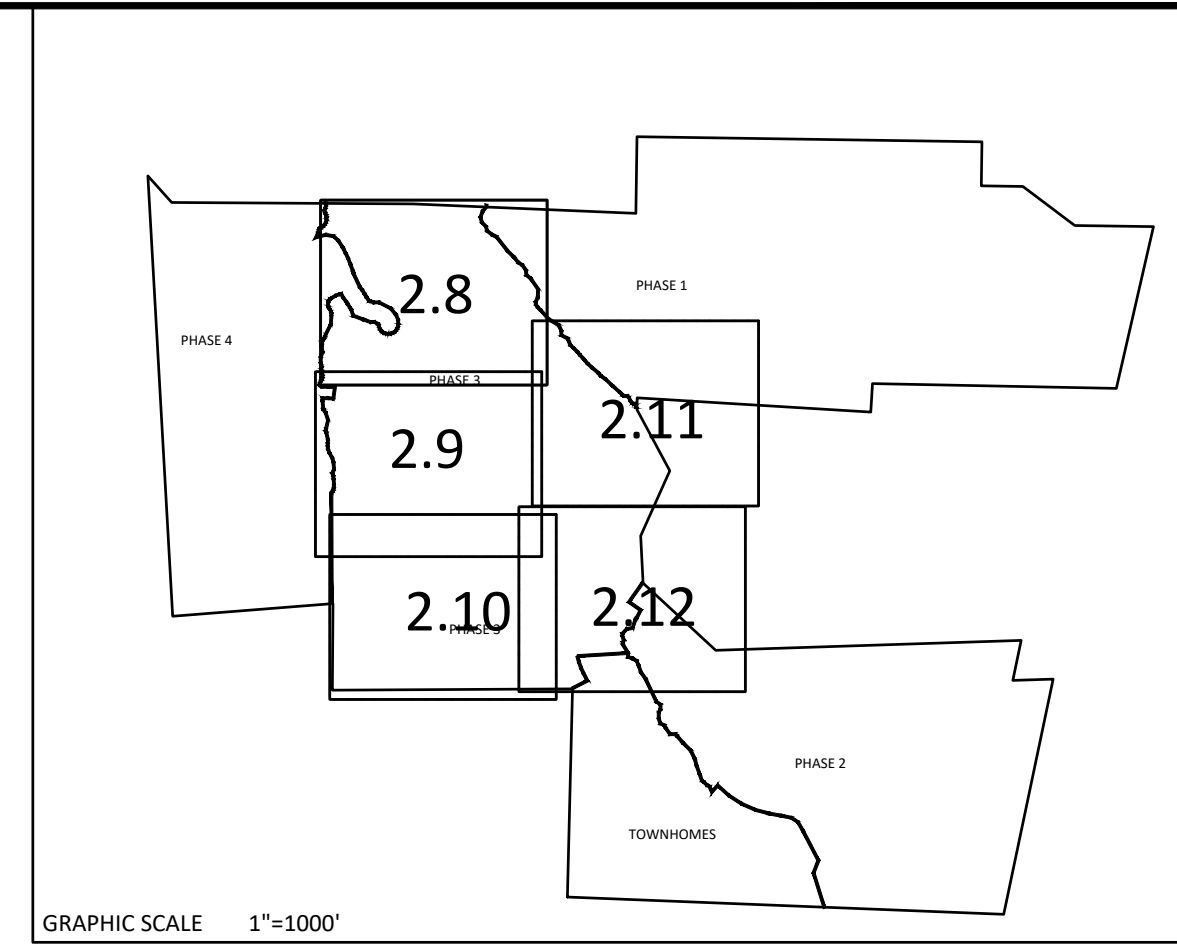 2.8
PHASE 1
PHASE 4
PHASE 3
2.11
2.9
2.10
2.12
PHASE 3
PHASE 2
TOWNHOMES
GRAPHIC SCALE 1"=1000'